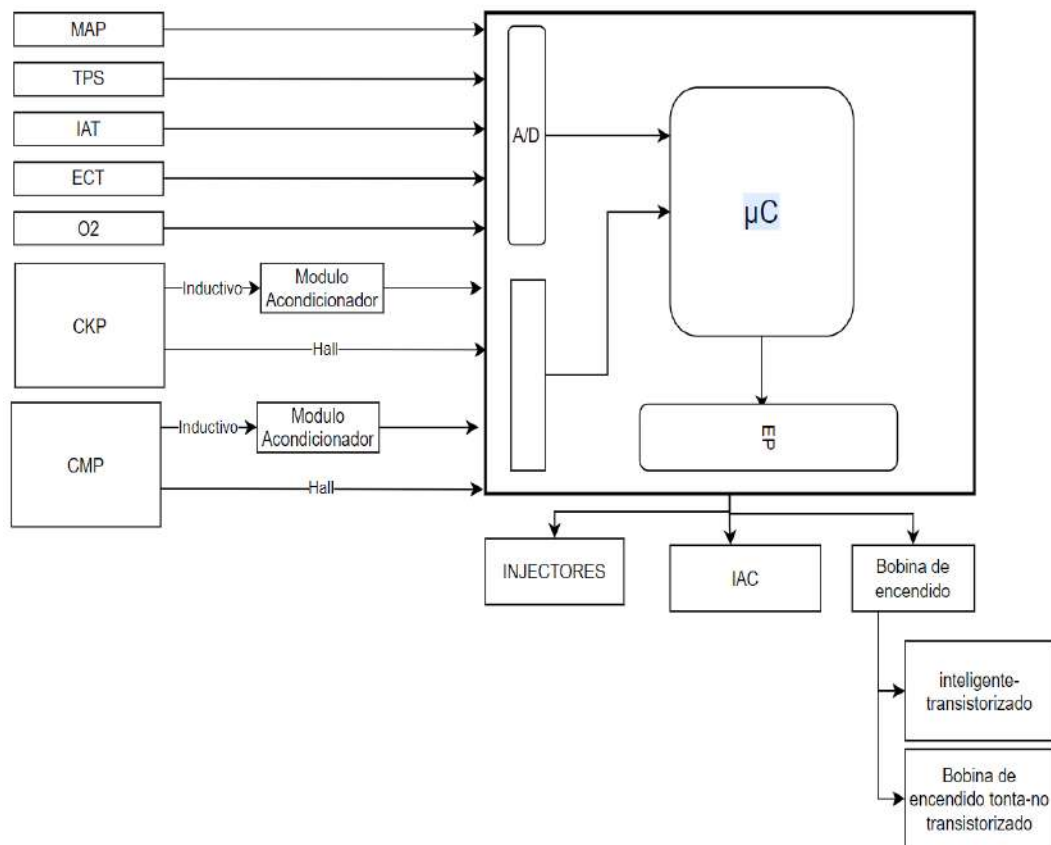 MAP
TPS
IAT
ECT
O2
CKP
Inductivo
Modulo
Acondicionador
Hall
CMP
Inductivo
Modulo
Acondicionador
Hall
A/D
µC
EP
INJECTORES
IAC
Bobina de
encendido
inteligente-
transistorizado
Bobina de
encendido tonta-no
transistorizado